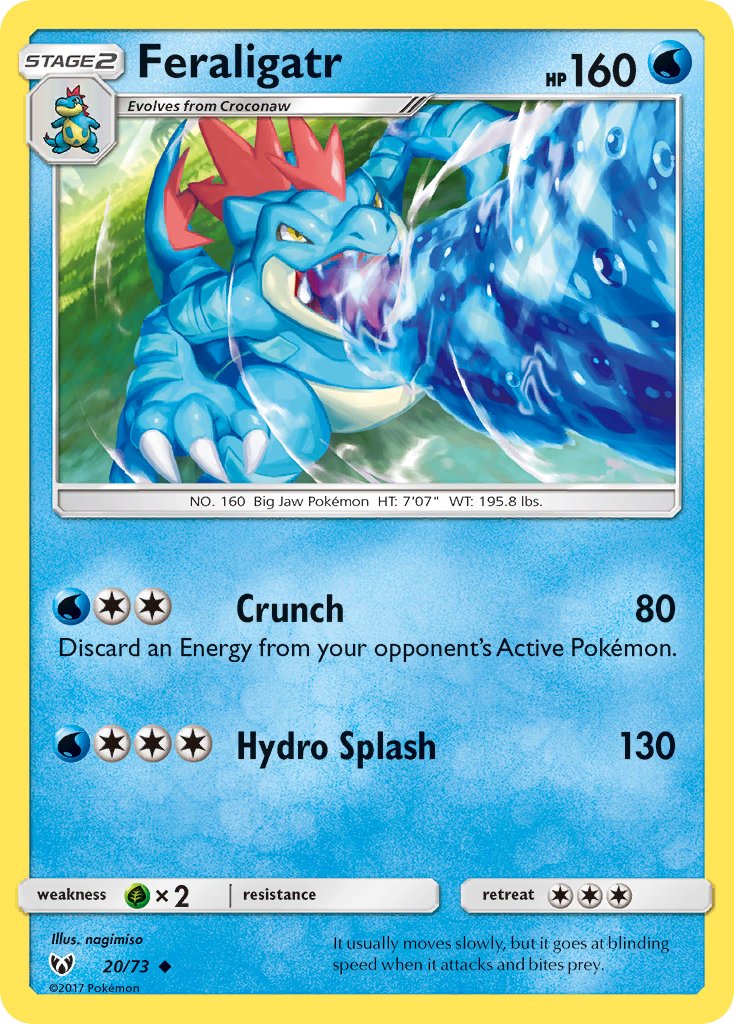 STAGE2 Feraligatr HP 160
Evolves from Croconaw
NO. 160 Big Jaw Pokémon HT: 7'07" WT: 195.8 lbs.
Crunch 80
Discard an Energy from your opponent's Active Pokémon.
Hydro Splash 130
weakness × 2 resistance retreat
Illus. nagimiso
20/73
©2017 Pokémon
It usually moves slowly, but it goes at blinding
speed when it attacks and bites prey.